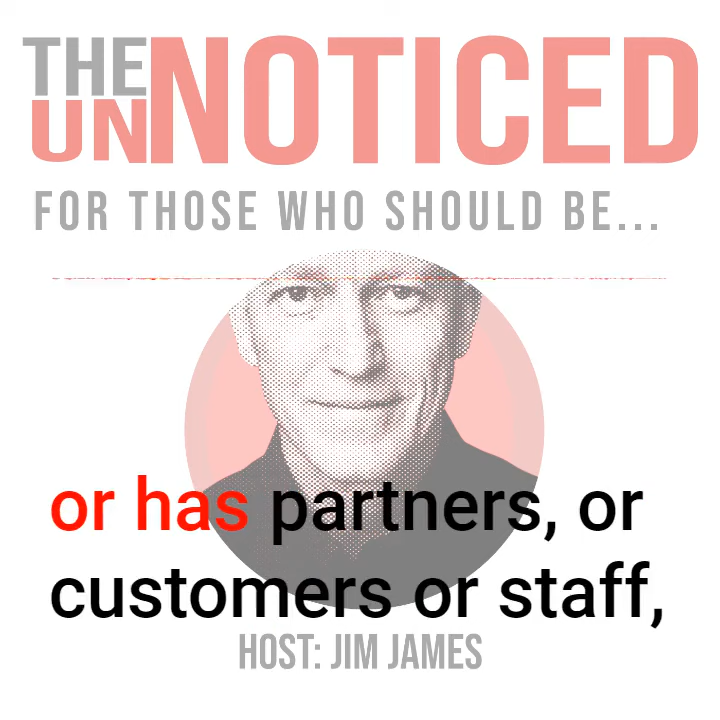 THE
UN NOTICED
FOR THOSE WHO SHOULD BE...
or has partners, or
customers or staff,
HOST: JIM JAMES